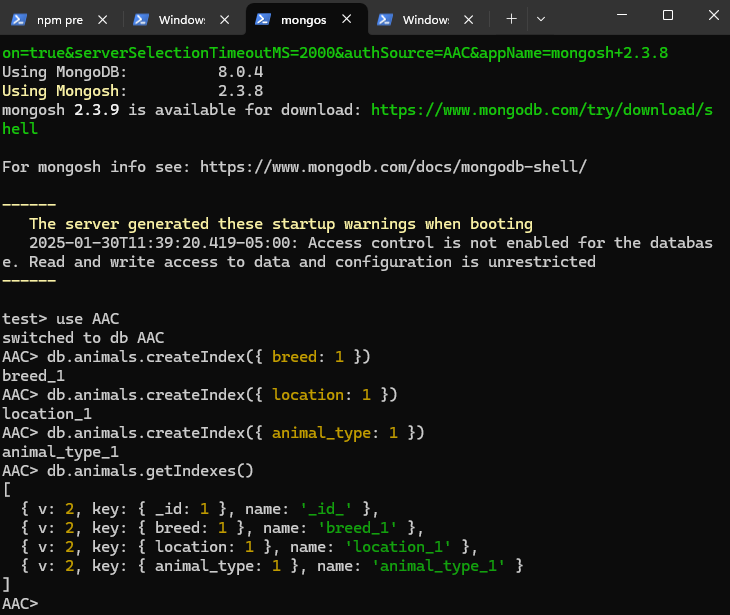 npm pre
Window:
mongos
Window:
on=true&serverSelectionTimeoutMS=2000&authSource=AAC&appName=mongosh+2.3.8
Using MongoDB:          8.0.4
Using Mongosh:          2.3.8
mongosh 2.3.9 is available for download: https://www.mongodb.com/try/download/s
hell
For mongosh info see: https://www.mongodb.com/docs/mongodb-shell/
------
   The server generated these startup warnings when booting
   2025-01-30T11:39:20.419-05:00: Access control is not enabled for the databas
e. Read and write access to data and configuration is unrestricted
------
test> use AAC
switched to db AAC
AAC> db.animals.createIndex({ breed: 1 })
breed_1
AAC> db.animals.createIndex({ location: 1 })
location_1
AAC> db.animals.createIndex({ animal_type: 1 })
animal_type_1
AAC> db.animals.getIndexes()
[
  { v: 2, key: { _id: 1 }, name: '_id_' },
  { v: 2, key: { breed: 1 }, name: 'breed_1' },
  { v: 2, key: { location: 1 }, name: 'location_1' },
  { v: 2, key: { animal_type: 1 }, name: 'animal_type_1' }
]
AAC>